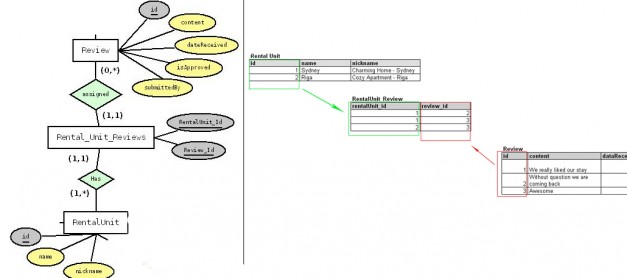 id
content
dateReceived
isApproved
submittedBy
Review
(0,*)
assigned
(1,1)
Rental_Unit_Reviews
RentalUnit_Id
Review_Id
(1,1)
Has
(1,*)
RentalUnit
id
name
nickname
Rental Unit
id name nickname
1 Sydney Charming Home - Sydney
2 Riga Cozy Apartment - Riga
RentalUnit_Review
rentalUnit_id review_id
1 2
1 3
2 3
Review
id content dataRece
1 We really liked our stay
Without question we are
2 coming back
3 Awesome